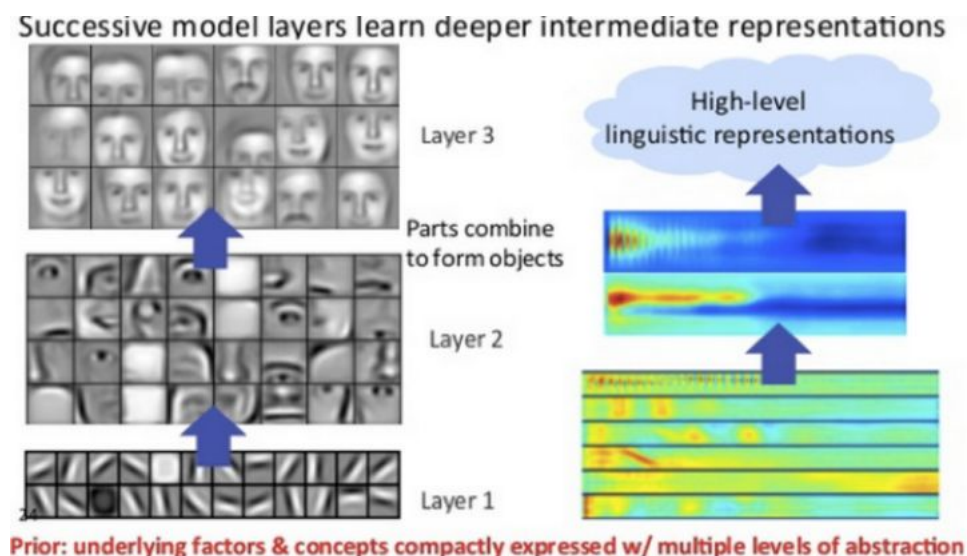 Successive model layers learn deeper intermediate representations
Layer 3
High-level
linguistic representations
Parts combine
to form objects
Layer 2
Layer 1
24
Prior: underlying factors & concepts compactly expressed w/ multiple levels of abstraction